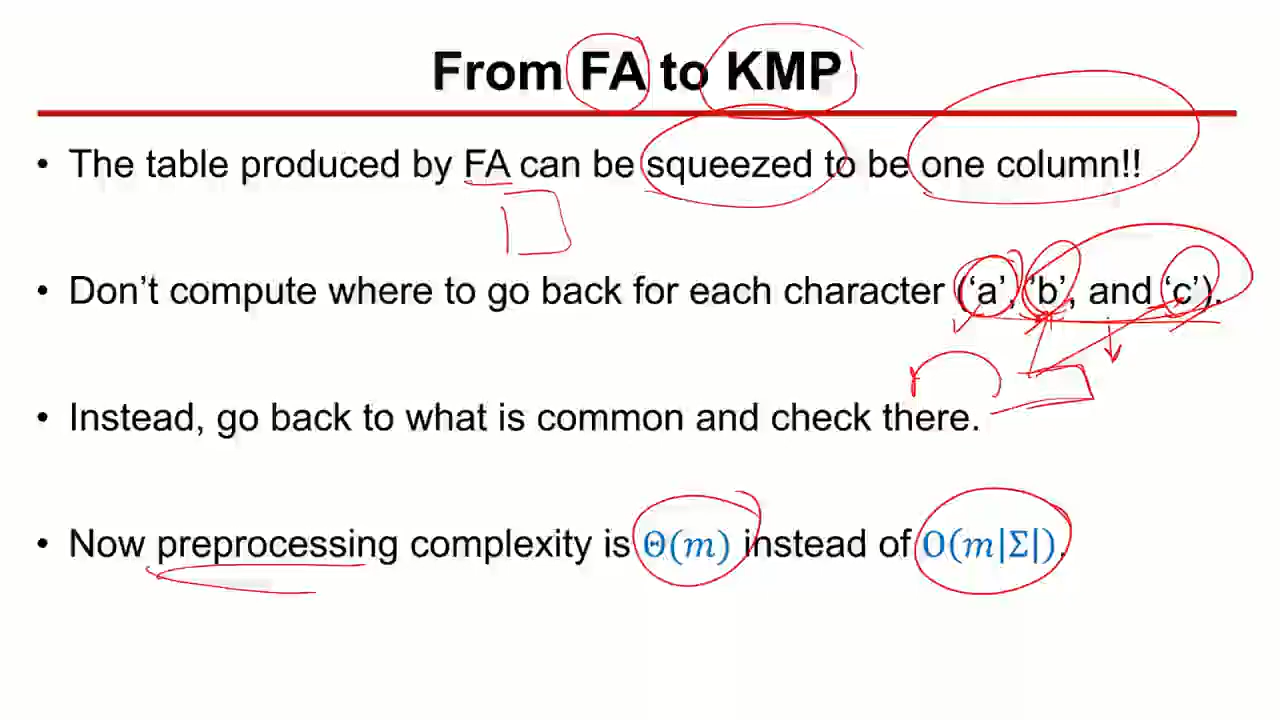 From FA to KMP
• The table produced by FA can be squeezed to be one column!!
• Don’t compute where to go back for each character (‘a’, ‘b’, and ‘c’).
• Instead, go back to what is common and check there.
• Now preprocessing complexity is Θ(m) instead of O(m|Σ|).